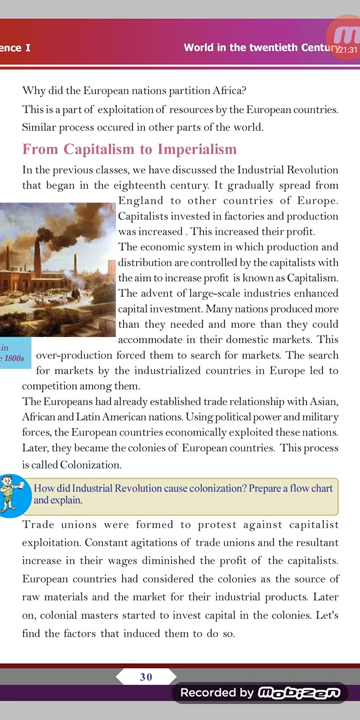 ence I
World in the twentieth Century
21:31
Why did the European nations partition Africa?
This is a part of exploitation of resources by the European countries.
Similar process occured in other parts of the world.
From Capitalism to Imperialism
In the previous classes, we have discussed the Industrial Revolution
that began in the eighteenth century. It gradually spread from
England to other countries of Europe.
Capitalists invested in factories and production
was increased . This increased their profit.
The economic system in which production and
distribution are controlled by the capitalists with
the aim to increase profit is known as Capitalism.
The advent of large-scale industries enhanced
capital investment. Many nations produced more
than they needed and more than they could
accommodate in their domestic markets. This
in
e 1800s
over-production forced them to search for markets. The search
for markets by the industrialized countries in Europe led to
competition among them.
The Europeans had already established trade relationship with Asian,
African and Latin American nations. Using political power and military
forces, the European countries economically exploited these nations.
Later, they became the colonies of European countries. This process
is called Colonization.
How did Industrial Revolution cause colonization? Prepare a flow chart
and explain.
Trade unions were formed to protest against capitalist
exploitation. Constant agitations of trade unions and the resultant
increase in their wages diminished the profit of the capitalists.
European countries had considered the colonies as the source of
raw materials and the market for their industrial products. Later
on, colonial masters started to invest capital in the colonies. Let's
find the factors that induced them to do so.
30
Recorded by mobizen